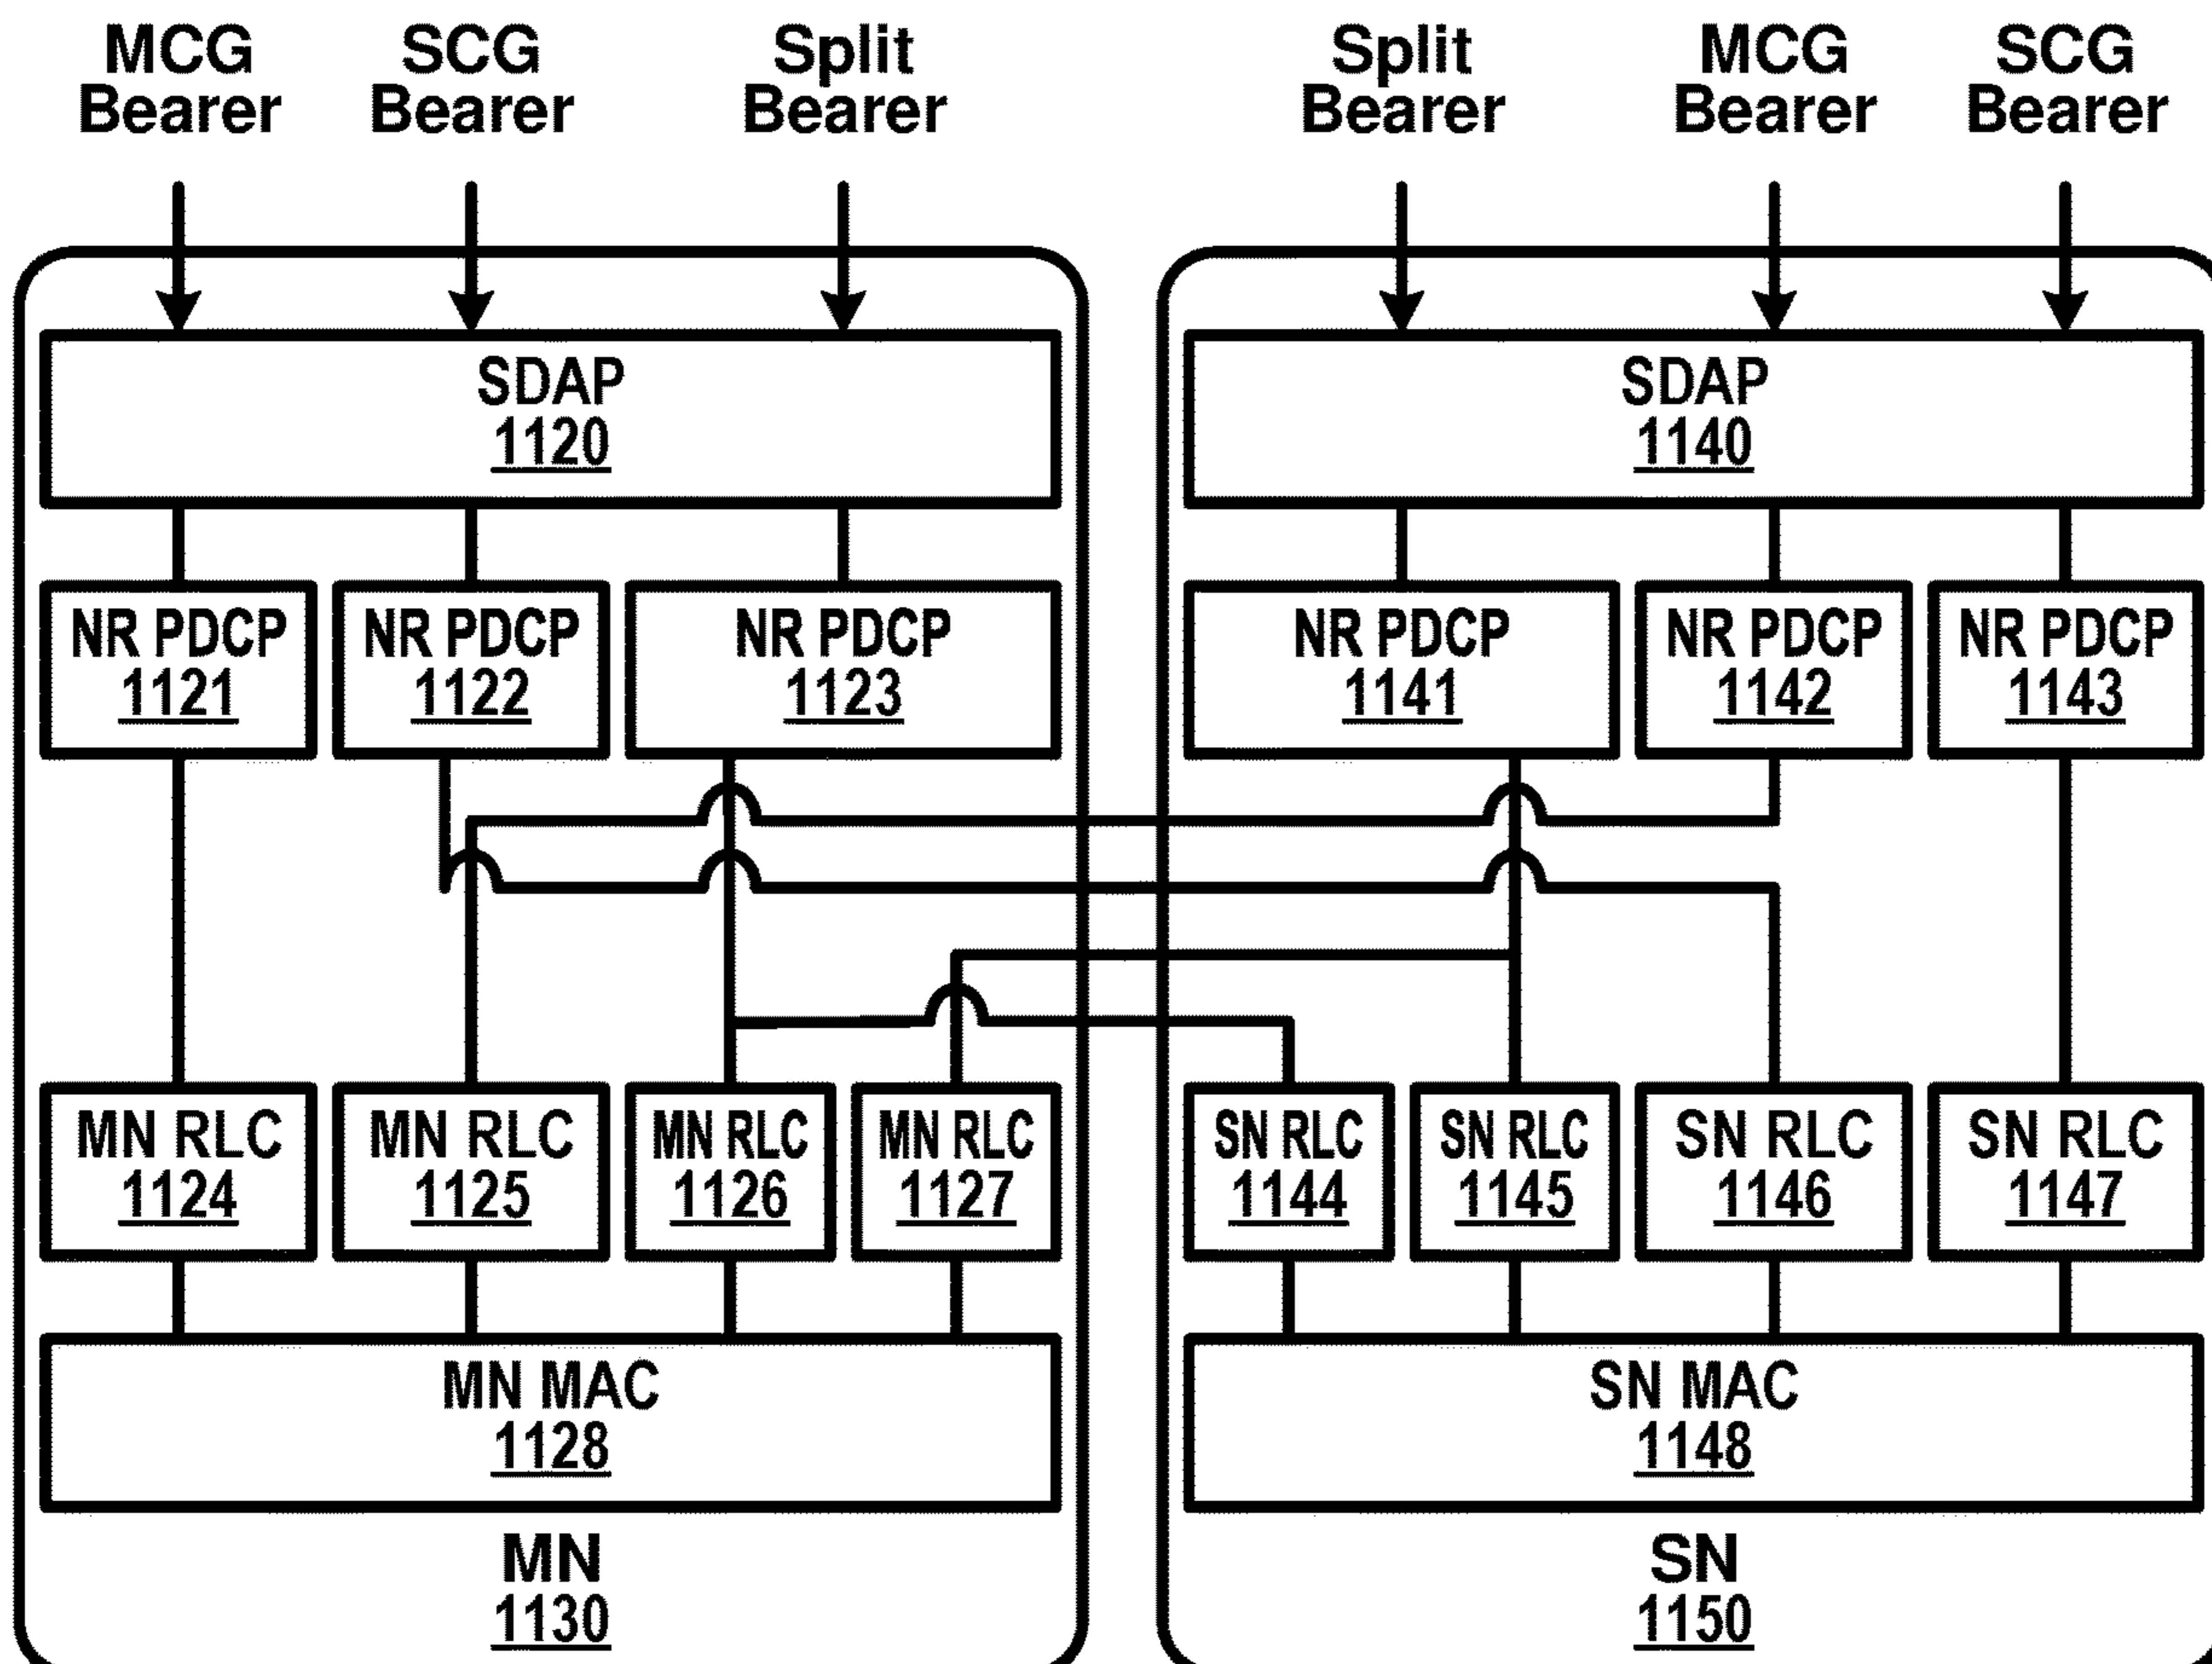 MCG
Bearer
SCG
Bearer
Split
Bearer
Split
Bearer
MCG
Bearer
SCG
Bearer
SDAP
1120
SDAP
1140
NR PDCP
1121
NR PDCP
1122
NR PDCP
1123
NR PDCP
1141
NR PDCP
1142
NR PDCP
1143
MN RLC
1124
MN RLC
1125
MN RLC
1126
MN RLC
1127
SN RLC
1144
SN RLC
1145
SN RLC
1146
SN RLC
1147
MN MAC
1128
SN MAC
1148
MN
1130
SN
1150